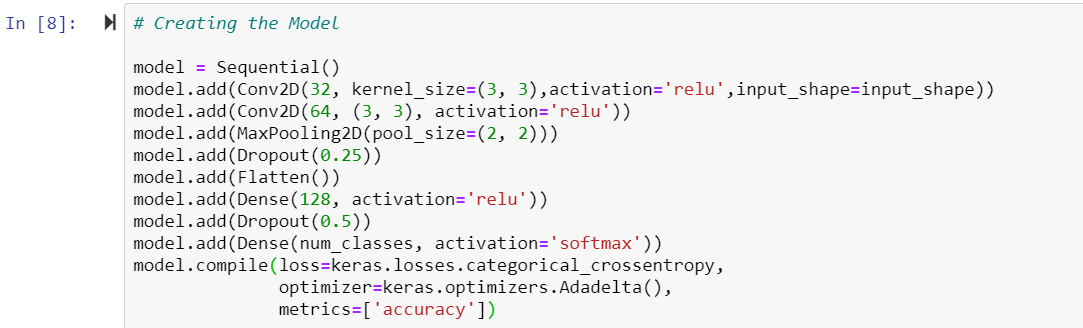 In [8]:
# Creating the Model
model = Sequential()
model.add(Conv2D(32, kernel_size=(3, 3),activation='relu',input_shape=input_shape))
model.add(Conv2D(64, (3, 3), activation='relu'))
model.add(MaxPooling2D(pool_size=(2, 2)))
model.add(Dropout(0.25))
model.add(Flatten())
model.add(Dense(128, activation='relu'))
model.add(Dropout(0.5))
model.add(Dense(num_classes, activation='softmax'))
model.compile(loss=keras.losses.categorical_crossentropy,
optimizer=keras.optimizers.Adadelta(),
metrics=['accuracy'])